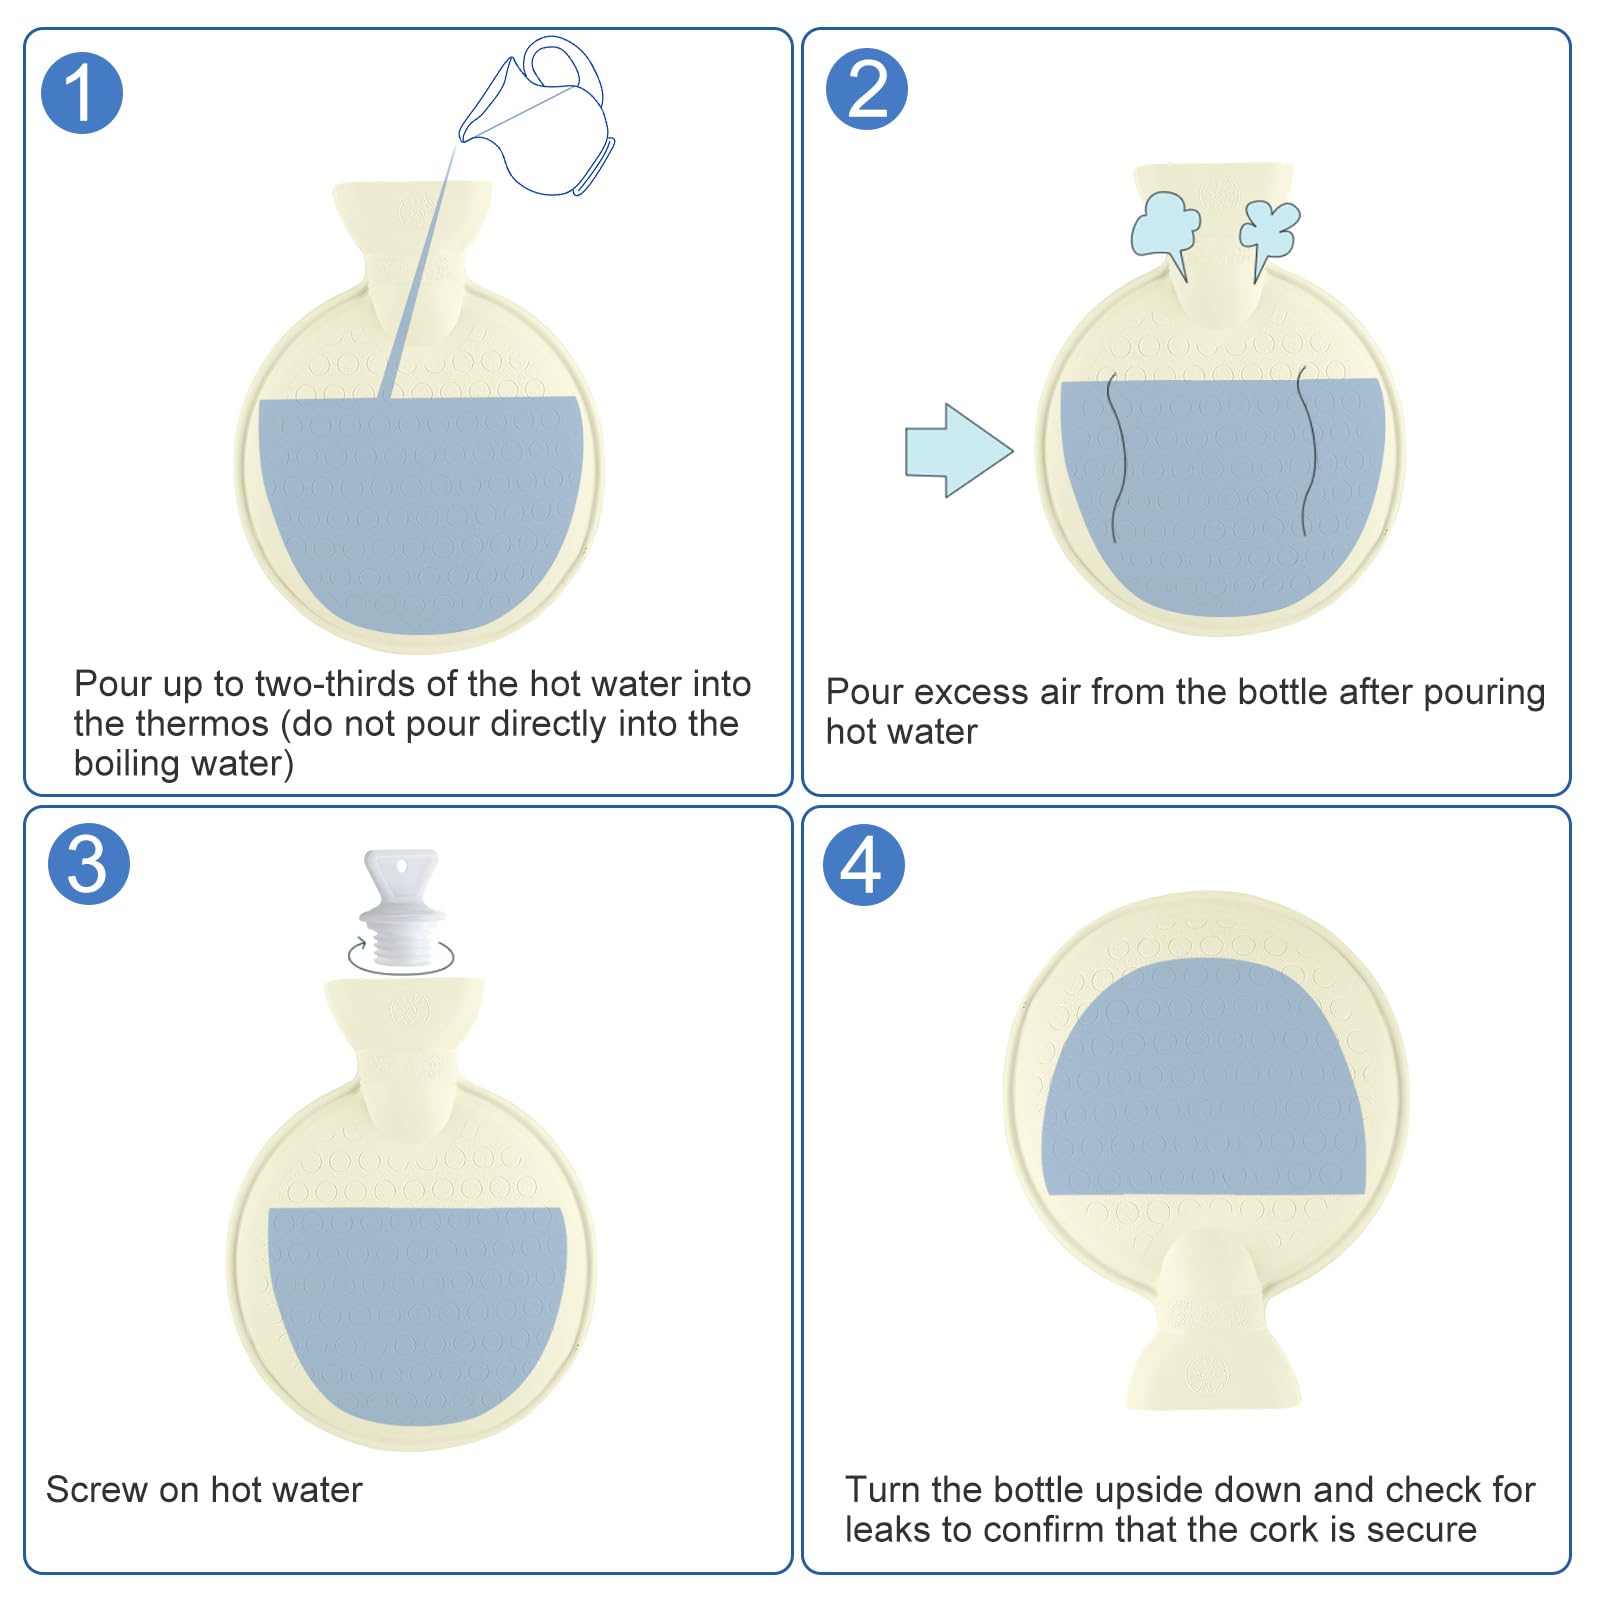 1
Pour up to two-thirds of the hot water into
the thermos (do not pour directly into the
boiling water)
2
Pour excess air from the bottle after pouring
hot water
3
Screw on hot water
4
Turn the bottle upside down and check for
leaks to confirm that the cork is secure